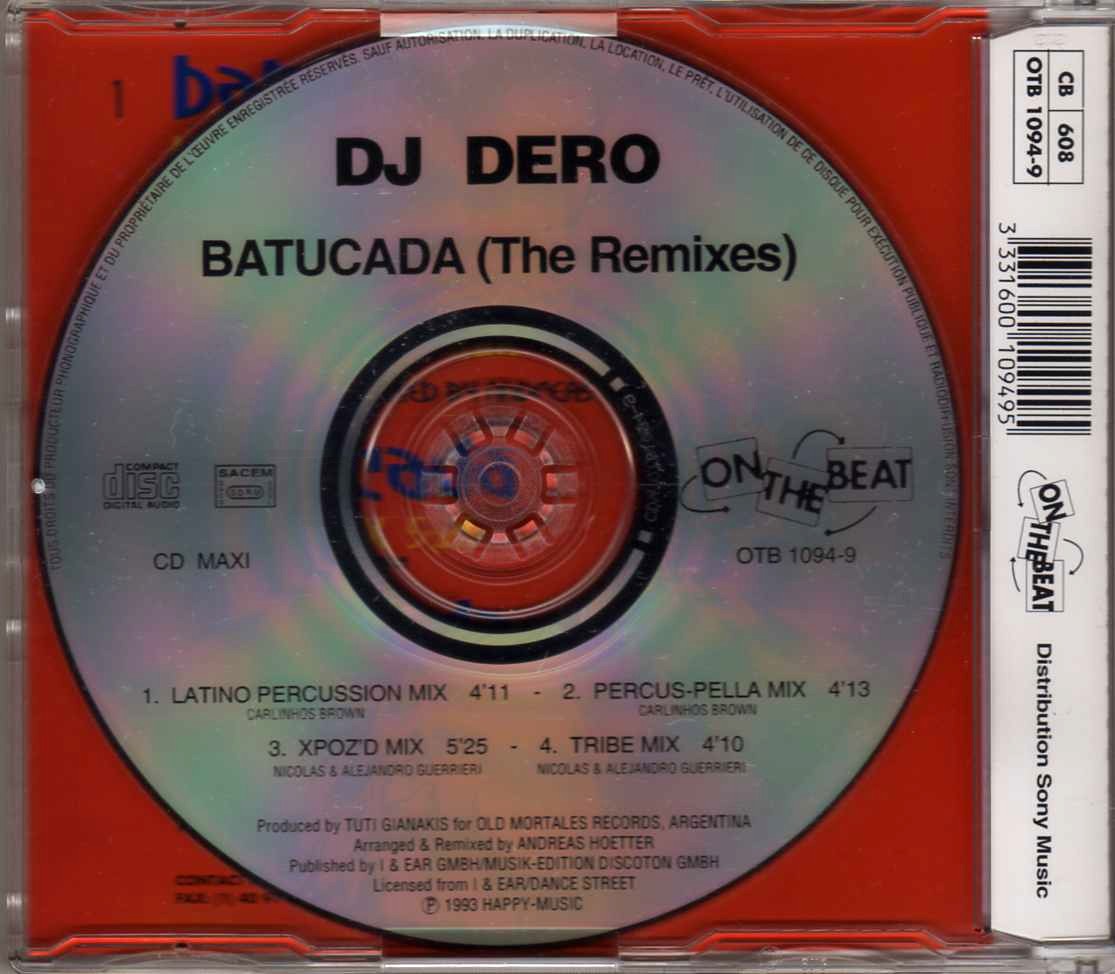 1
DJ DERO
BATUCADA (The Remixes)
TOUS DROITS DU PRODUCTEUR PHONOGRAPHIQUE ET DU PROPRIÉTAIRE DE L'ŒUVRE ENREGISTRÉE RÉSERVÉS. SAUF AUTORISATION, LA DUPLICATION, LA LOCATION, LE PRÊT, L'UTILISATION DE CE DISQUE POUR EXÉCUTION PUBLIQUE ET RADIODIFFUSION SONT INTERDITS
COMPACT
disc
DIGITAL AUDIO
SACEM
SDRM
CD MAXI
ON
THE
BEAT
OTB 1094-9
1. LATINO PERCUSSION MIX 4'11 - 2. PERCUS-PELLA MIX 4'13
CARLINHOS BROWN CARLINHOS BROWN
3. XPOZ'D MIX 5'25 - 4. TRIBE MIX 4'10
NICOLAS & ALEJANDRO GUERRIERI NICOLAS & ALEJANDRO GUERRIERI
Produced by TUTI GIANAKIS for OLD MORTALES RECORDS, ARGENTINA
Arranged & Remixed by ANDREAS HOETTER
Published by I & EAR GMBH/MUSIK-EDITION DISCOTON GMBH
Licensed from I & EAR/DANCE STREET
℗ 1993 HAPPY-MUSIC
CONTACT
CB 608
OTB 1094-9
3 331600 109495
ON
THE
BEAT
Distribution Sony Music